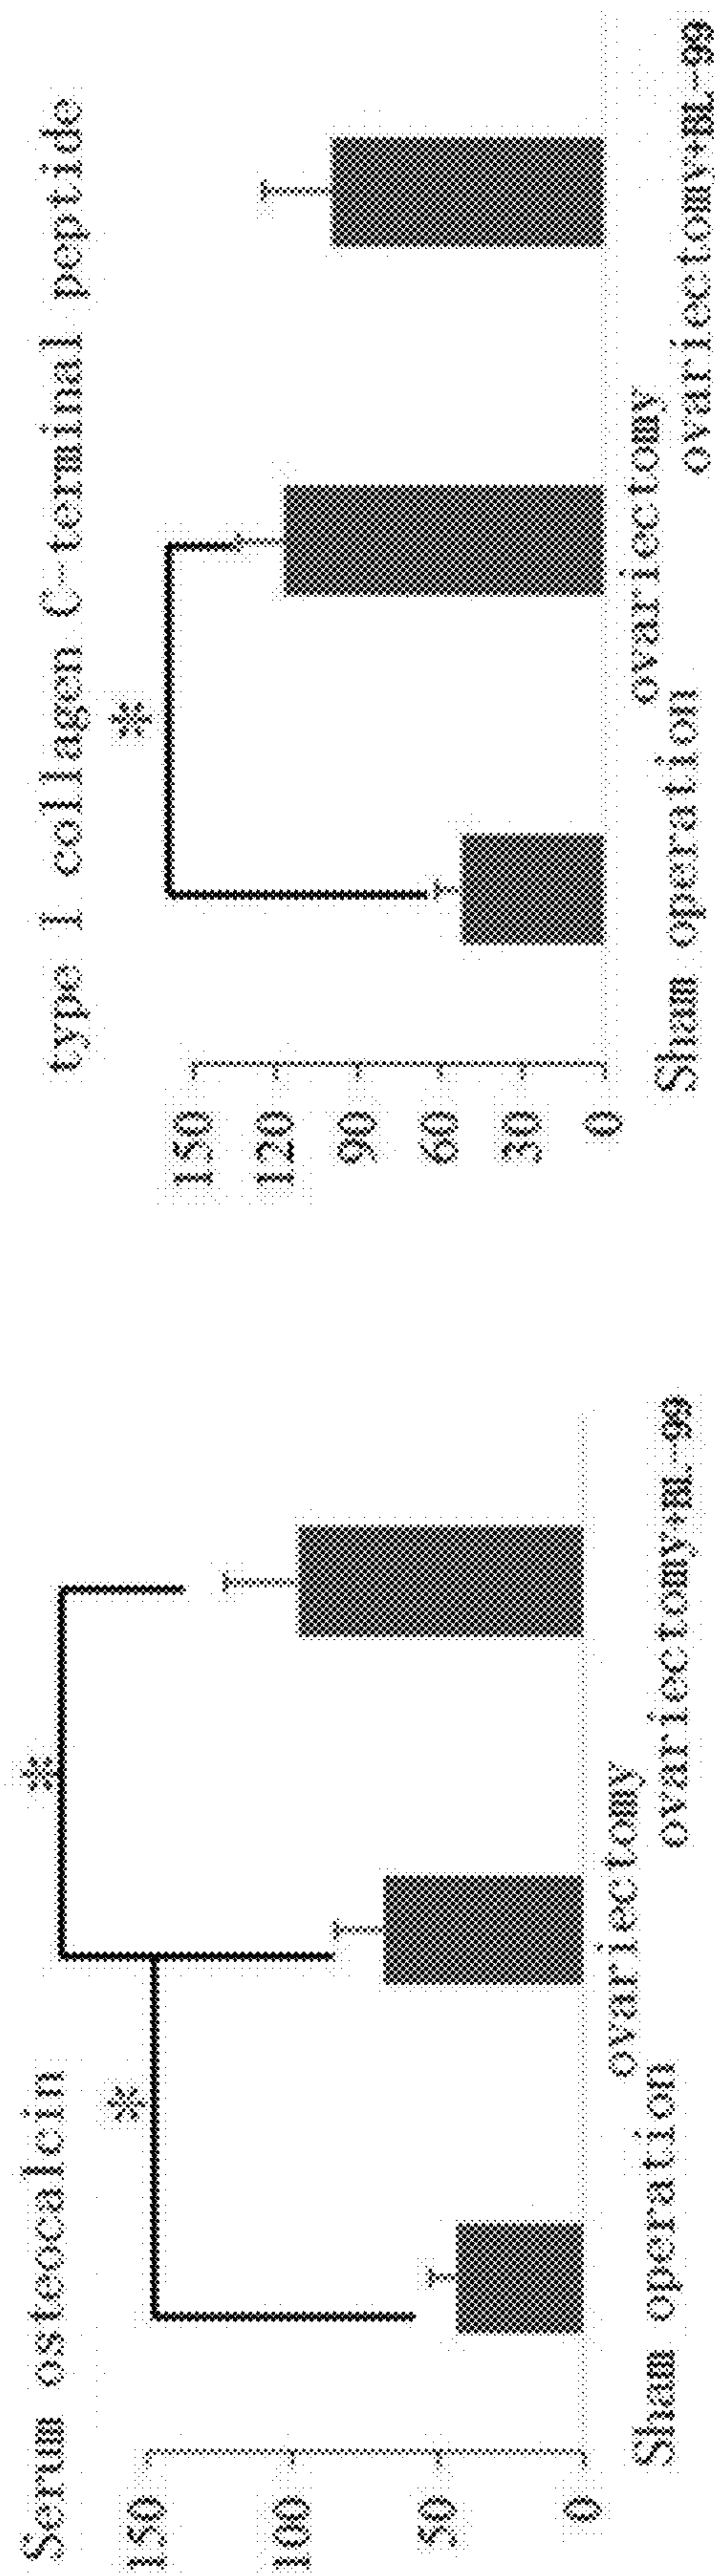 Serum osteocalcin
150
100
50
0
Sham operation
ovariectomy
ovariectomy+BL-99
type I collagen C-terminal peptide
150
120
90
60
30
0
Sham operation
ovariectomy
ovariectomy+BL-99